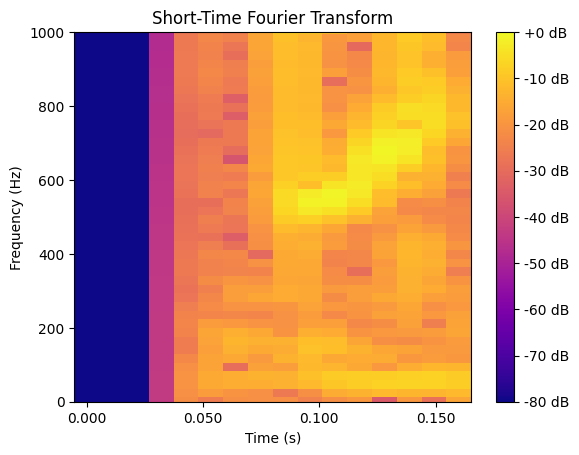 Short-Time Fourier Transform
1000
800
600
400
200
0
Frequency (Hz)
0.000
0.050
0.100
0.150
Time (s)
+0 dB
-10 dB
-20 dB
-30 dB
-40 dB
-50 dB
-60 dB
-70 dB
-80 dB